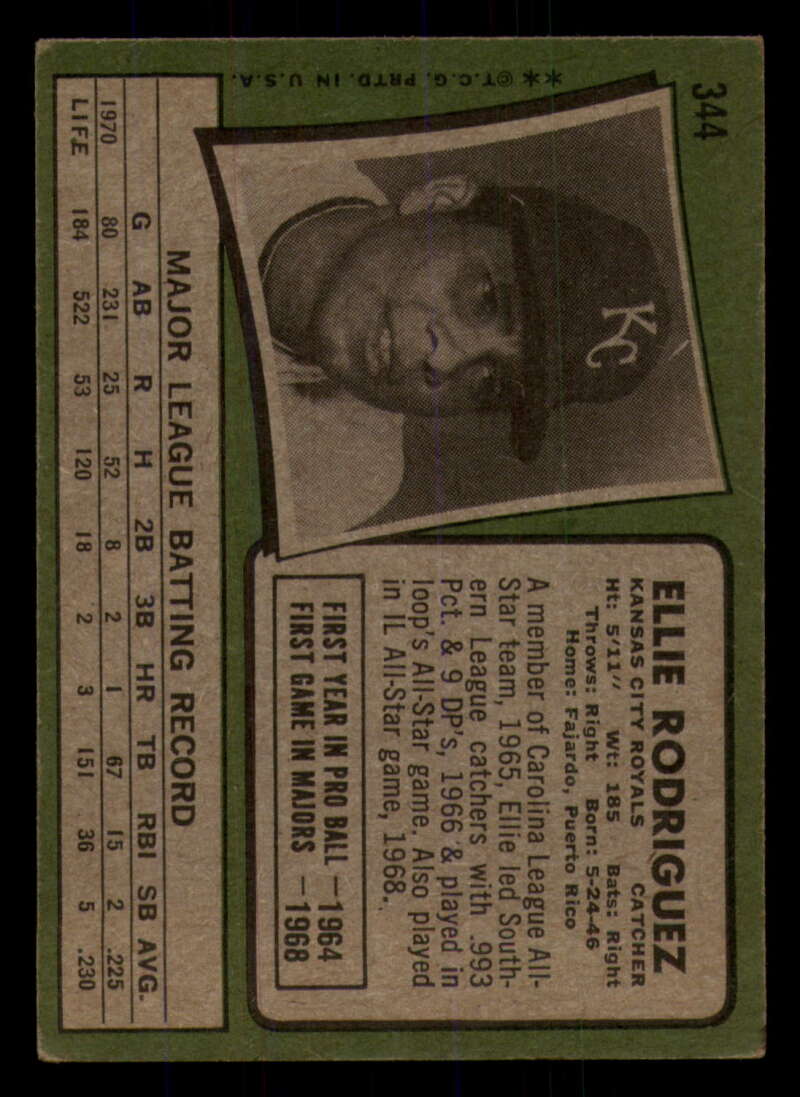 344
**©T.C.G. PRTD. IN U.S.A.
KC
ELLIE RODRIGUEZ
KANSAS CITY ROYALS CATCHER
Ht: 5'11" Wt: 185 Bats: Right
Throws: Right Born: 5-24-46
Home: Fajardo, Puerto Rico
A member of Carolina League All-
Star team, 1965, Ellie led South-
ern League catchers with .993
Pct. & 9 DP's, 1966 & played in
loop's All-Star game. Also played
in IL All-Star game, 1968.
FIRST YEAR IN PRO BALL —1964
FIRST GAME IN MAJORS —1968
MAJOR LEAGUE BATTING RECORD
G AB R H 2B 3B HR TB RBI SB AVG.
1970 80 231 25 52 8 2 1 67 15 2 .225
LIFE 184 522 53 120 18 2 3 151 36 5 .230